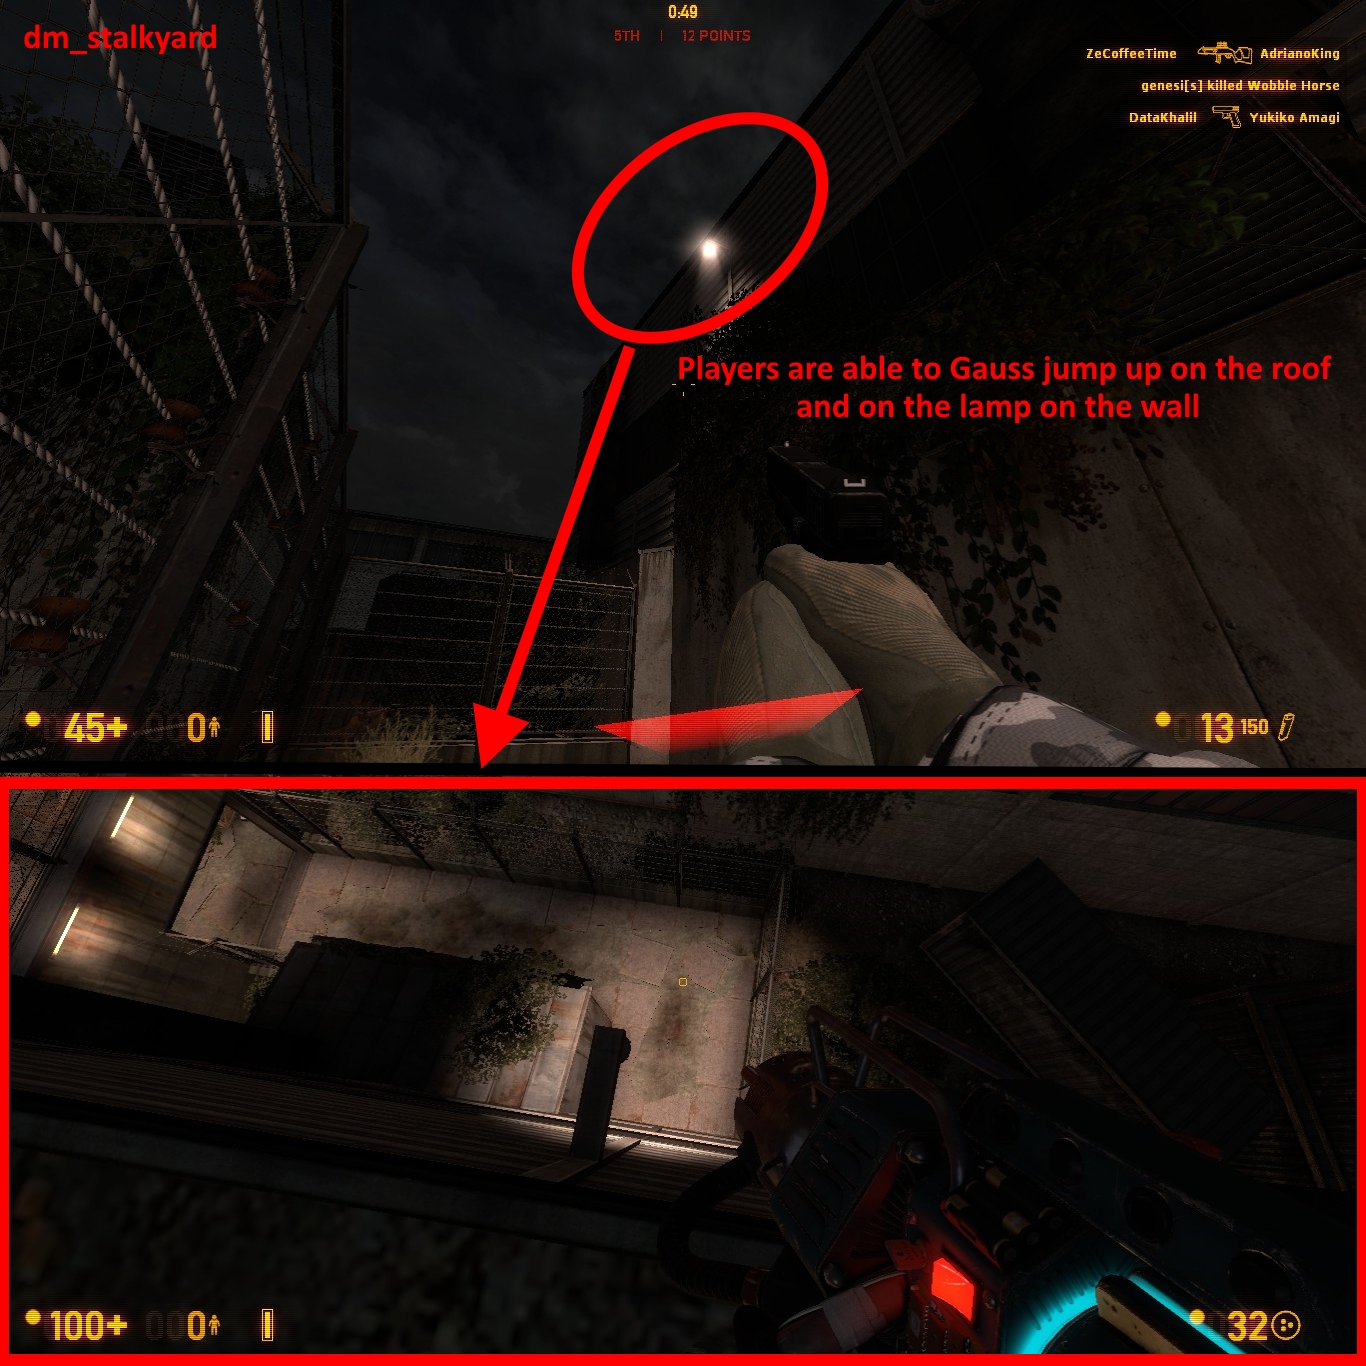 dm_stalkyard
0:49
5TH | 12 POINTS
ZeCoffeeTime AdrianoKing
genesi[s] killed Wobble Horse
DataKhalil Yukiko Amagi
Players are able to Gauss jump up on the roof
and on the lamp on the wall
45+ 0 13 150
100+ 0 32